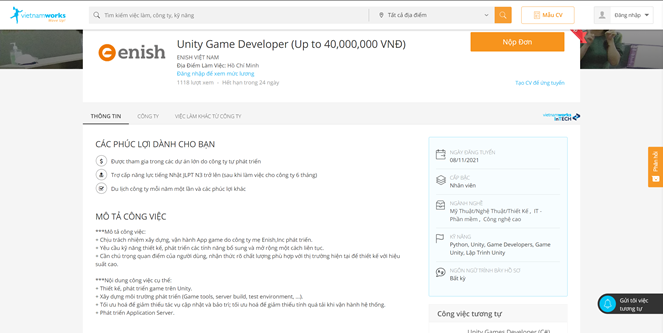 vietnamworks
Tìm kiếm việc làm, công ty, kỹ năng
Tất cả địa điểm
Mẫu CV
Đăng nhập
enish
Unity Game Developer (Up to 40,000,000 VNĐ)
ENISH VIỆT NAM
Địa Điểm Làm Việc: Hồ Chí Minh
Đăng nhập để xem mức lương
1118 lượt xem - Hết hạn trong 24 ngày
Nộp Đơn
Tạo CV để ứng tuyển
THÔNG TIN
CÔNG TY
VIỆC LÀM KHÁC TỪ CÔNG TY
vietnamworks
InTECH
CÁC PHÚC LỢI DÀNH CHO BẠN
Được tham gia trong các dự án lớn do công ty tự phát triển
Trợ cấp năng lực tiếng Nhật JLPT N3 trở lên (sau khi làm việc cho công ty 6 tháng)
Du lịch công ty mỗi năm một lần và các phúc lợi khác
MÔ TẢ CÔNG VIỆC
***Mô tả công việc:
+ Chịu trách nhiệm xây dựng, vận hành App game do công ty mẹ Enish,Inc phát triển.
+ Yêu cầu kỹ năng thiết kế, phát triển các tính năng bổ sung và mở rộng một cách liên tục.
+ Cần chú trọng quan điểm của người dùng, nhận thức rõ chất lượng phù hợp với thị trường hiện tại để thiết kế với hiệu
suất cao.
***Nội dung công việc cụ thể:
+ Thiết kế, phát triển game trên Unity.
+ Xây dựng môi trường phát triển (Game tools, server build, test environment, ...).
+ Tối ưu hoá để giảm thiểu tác vụ cập nhật và bảo trì; tối ưu hoá để giảm thiểu tính quá tải khi vận hành hệ thống.
+ Phát triển Application Server.
NGÀY ĐĂNG TUYỂN
08/11/2021
CẤP BẬC
Nhân viên
NGÀNH NGHỀ
Mỹ Thuật/Nghệ Thuật/Thiết Kế , IT -
Phần mềm , Công nghệ cao
KỸ NĂNG
Python, Unity, Game Developers, Game
Unity, Lập Trình Unity
NGÔN NGỮ TRÌNH BÀY HỒ SƠ
Bất kỳ
Công việc tương tự
Unity Games Developer (C#)
Phản hồi
Gửi tôi việc
tương tự